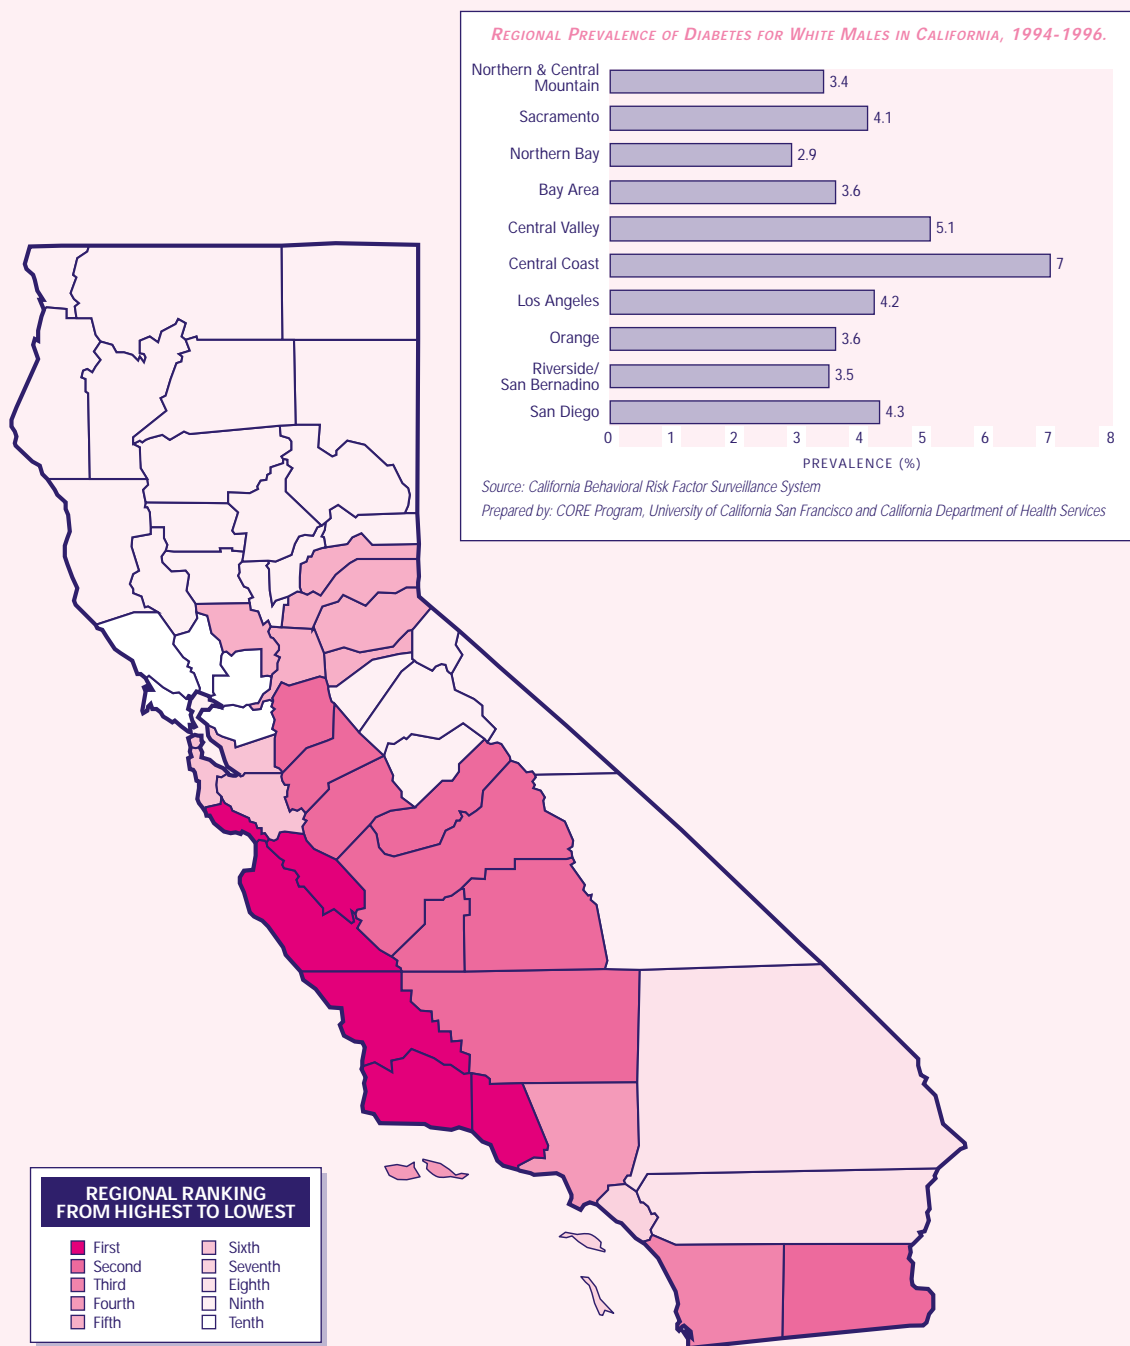 REGIONAL PREVALENCE OF DIABETES FOR WHITE MALES IN CALIFORNIA, 1994-1996.
Northern & Central
Mountain
3.4
Sacramento
4.1
Northern Bay
2.9
Bay Area
3.6
Central Valley
5.1
Central Coast
7
Los Angeles
4.2
Orange
3.6
Riverside/
San Bernadino
3.5
San Diego
4.3
0 1 2 3 4 5 6 7 8
PREVALENCE (%)
Source: California Behavioral Risk Factor Surveillance System
Prepared by: CORE Program, University of California San Francisco and California Department of Health Services
REGIONAL RANKING
FROM HIGHEST TO LOWEST
First
Second
Third
Fourth
Fifth
Sixth
Seventh
Eighth
Ninth
Tenth